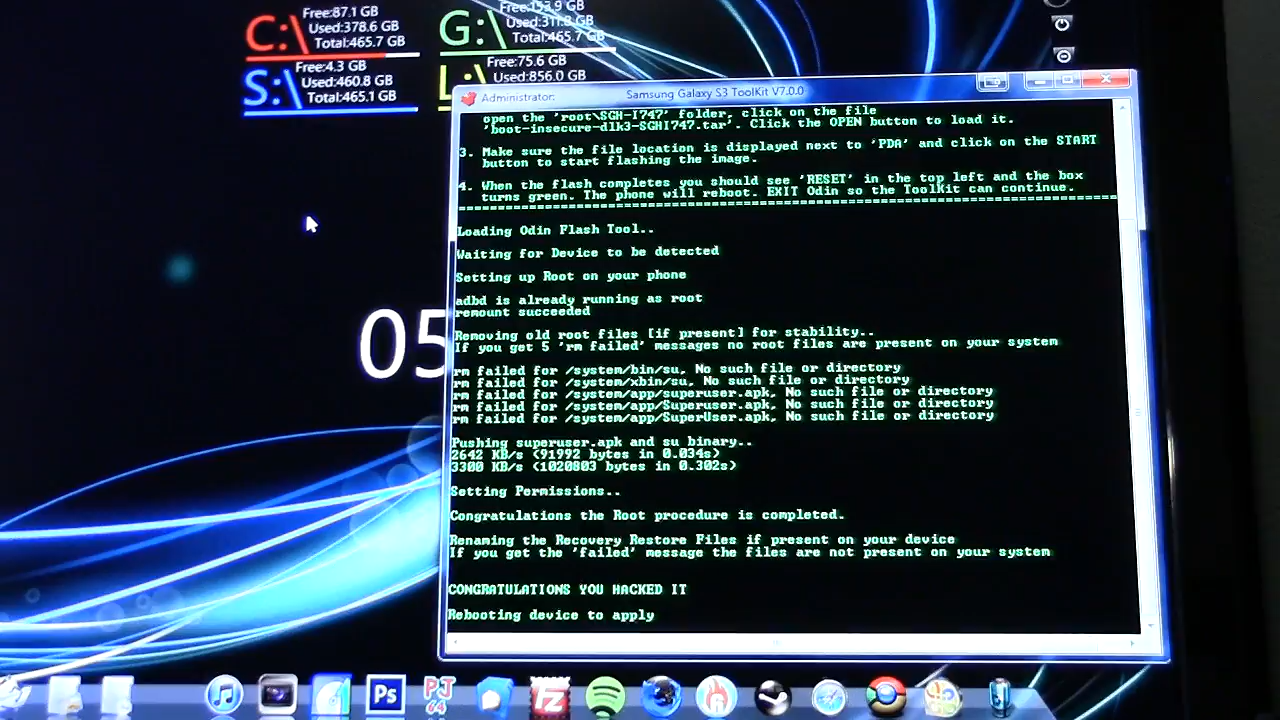 Free:87.1 GB
C:\
Used:378.6 GB
Total:465.7 GB
Free:153.9 GB
G:\
Used:311.8 GB
Total:465.7 GB
Free:4.3 GB
S:\
Used:460.8 GB
Total:465.1 GB
Free:75.6 GB
L:\
Used:856.0 GB
05
Administrator: Samsung Galaxy S3 ToolKit V7.0.0
open the 'root\SGH-I747' folder, click on the file
'boot-insecure-dlk3-SGHI747.tar'. Click the OPEN button to load it.
3. Make sure the file location is displayed next to 'PDA' and click on the START
button to start flashing the image.
4. When the flash completes you should see 'RESET' in the top left and the box
turns green. The phone will reboot. EXIT Odin so the ToolKit can continue.
Loading Odin Flash Tool..
Waiting for Device to be detected
Setting up Root on your phone
adbd is already running as root
remount succeeded
Removing old root files [if present] for stability..
If you get 5 'rm failed' messages no root files are present on your system
rm failed for /system/bin/su, No such file or directory
rm failed for /system/xbin/su, No such file or directory
rm failed for /system/app/superuser.apk, No such file or directory
rm failed for /system/app/Superuser.apk, No such file or directory
rm failed for /system/app/SuperUser.apk, No such file or directory
Pushing superuser.apk and su binary..
2642 KB/s (91992 bytes in 0.034s)
3300 KB/s (1020803 bytes in 0.302s)
Setting Permissions..
Congratulations the Root procedure is completed.
Renaming the Recovery Restore Files if present on your device
If you get the 'failed' message the files are not present on your system
CONGRATULATIONS YOU HACKED IT
Rebooting device to apply
Ps
PJ
64
FZ
6